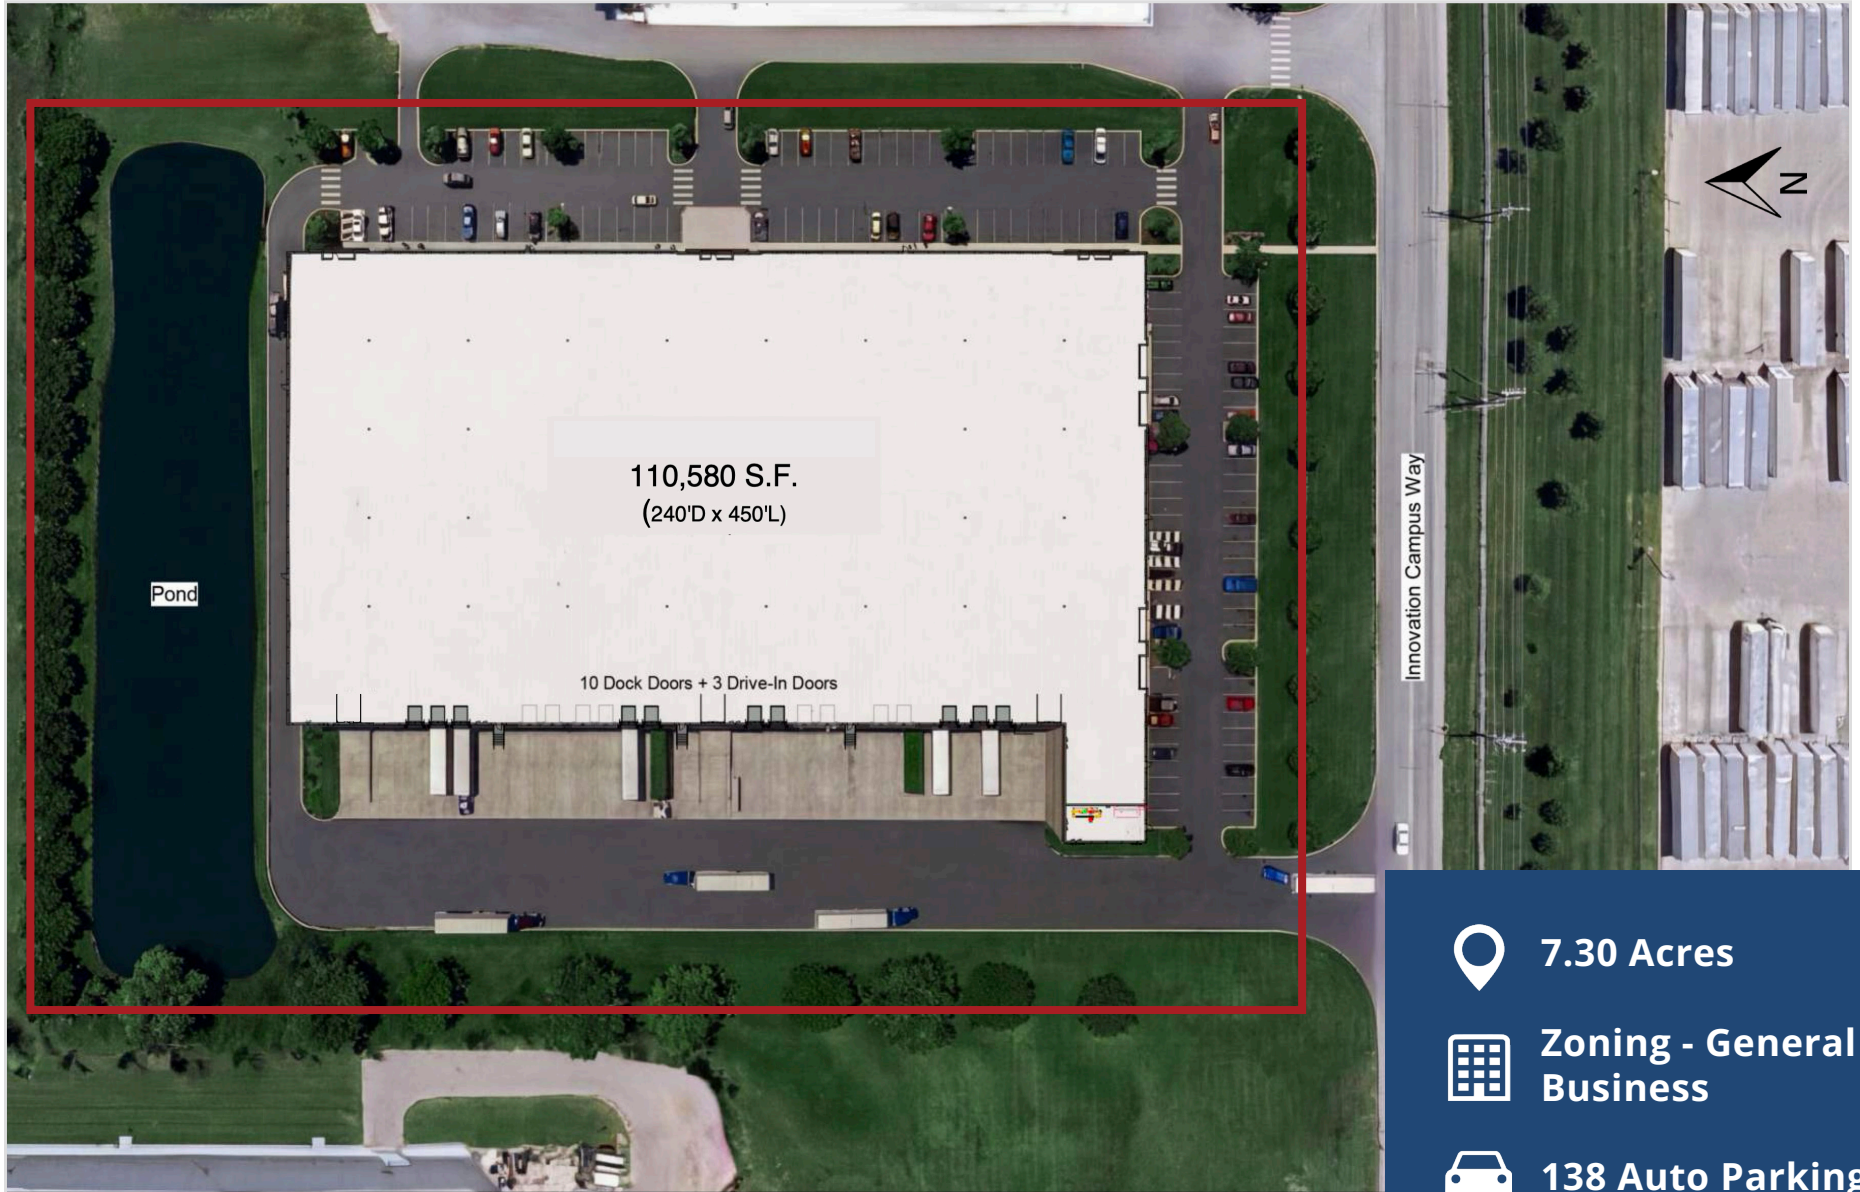 N
110,580 S.F.
(240'D x 450'L)
Pond
Innovation Campus Way
10 Dock Doors + 3 Drive-In Doors
7.30 Acres
Zoning - General
Business
138 Auto Parking